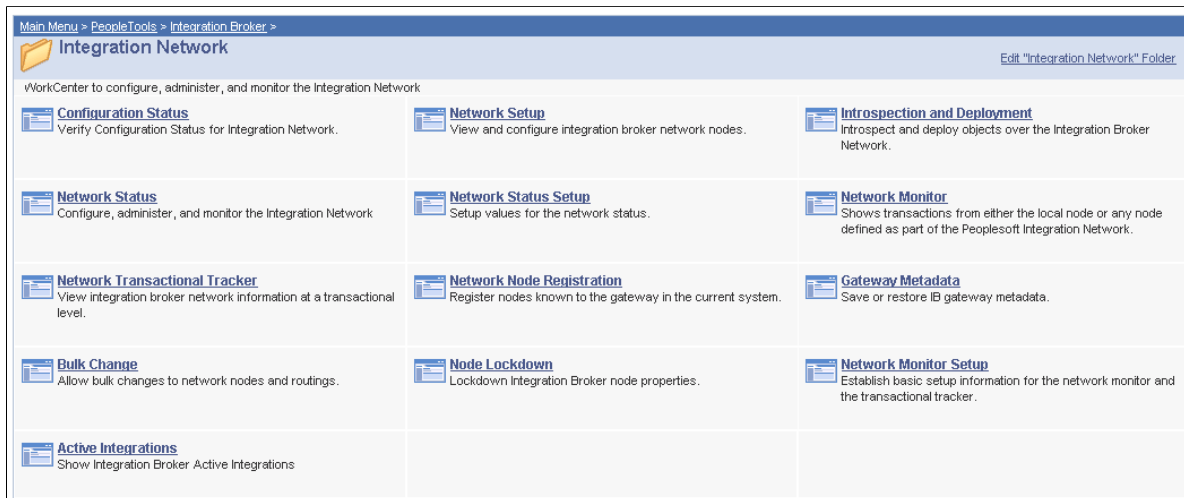 Main Menu > PeopleTools > Integration Broker >
Integration Network
Edit "Integration Network" Folder
WorkCenter to configure, administer, and monitor the Integration Network
Configuration Status
Verify Configuration Status for Integration Network.
Network Setup
View and configure integration broker network nodes.
Introspection and Deployment
Introspect and deploy objects over the Integration Broker
Network.
Network Status
Configure, administer, and monitor the Integration Network
Network Status Setup
Setup values for the network status.
Network Monitor
Shows transactions from either the local node or any node
defined as part of the Peoplesoft Integration Network.
Network Transactional Tracker
View integration broker network information at a transactional
level.
Network Node Registration
Register nodes known to the gateway in the current system.
Gateway Metadata
Save or restore IB gateway metadata.
Bulk Change
Allow bulk changes to network nodes and routings.
Node Lockdown
Lockdown Integration Broker node properties.
Network Monitor Setup
Establish basic setup information for the network monitor and
the transactional tracker.
Active Integrations
Show Integration Broker Active Integrations